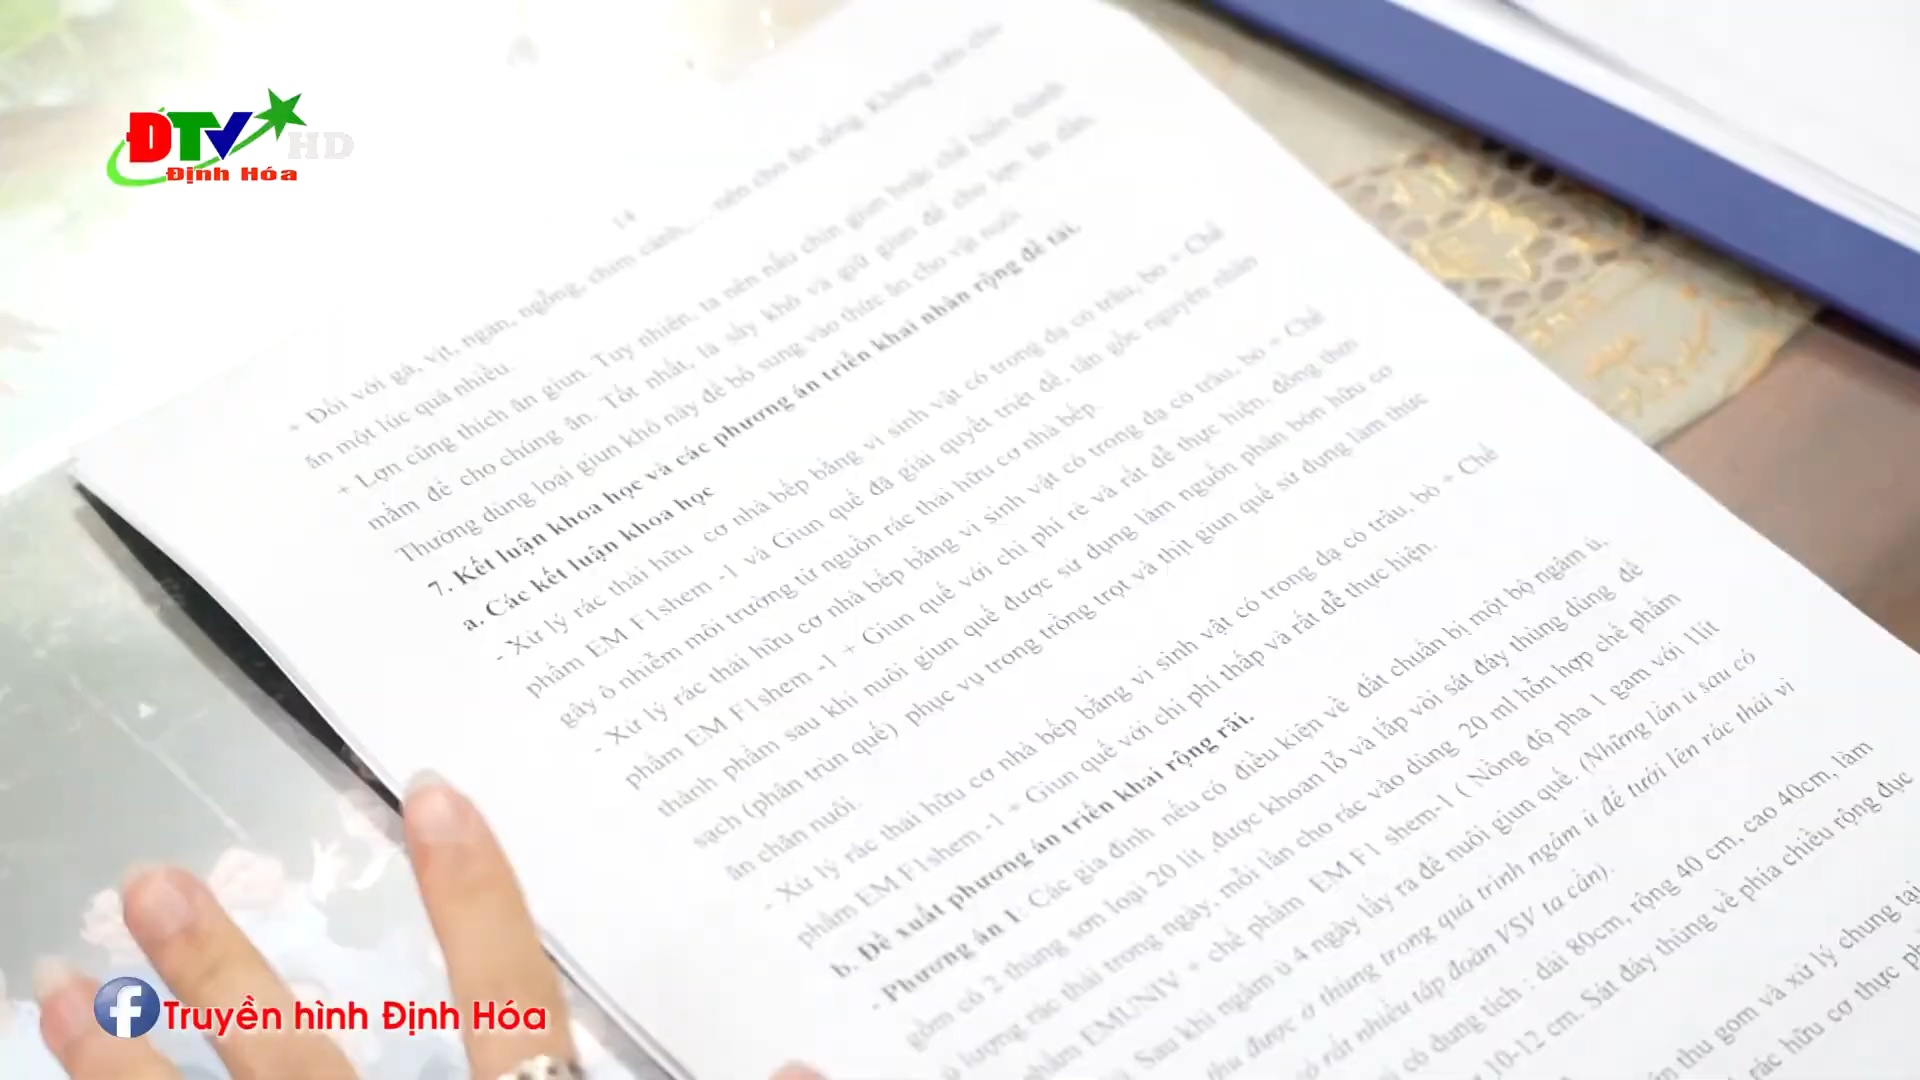 ĐTV HD
Định Hóa
14
+ Đối với gà, vịt, ngan, ngỗng, chim cảnh,... nên cho ăn sống. Không nên cho
ăn một lúc quá nhiều.
+ Lợn cũng thích ăn giun. Tuy nhiên, ta nên nấu chín giun hoặc chế biến thành
mắm để cho chúng ăn. Tốt nhất, là sấy khô và giữ giun để cho lợn ăn dần.
Thường dùng loại giun khô này để bổ sung vào thức ăn cho vật nuôi
7. Kết luận khoa học và các phương án triển khai nhân rộng đề tài.
a. Các kết luận khoa học
- Xử lý rác thải hữu cơ nhà bếp bằng vi sinh vật có trong dạ cỏ trâu, bò + Chế
phẩm EM F1shem -1 và Giun quế đã giải quyết triệt để, tận gốc nguyên nhân
gây ô nhiễm môi trường từ nguồn rác thải hữu cơ nhà bếp.
- Xử lý rác thải hữu cơ nhà bếp bằng vi sinh vật có trong dạ cỏ trâu, bò + Chế
phẩm EM F1shem -1 + Giun quế với chi phí rẻ và rất dễ thực hiện, đồng thời
thành phẩm sau khi nuôi giun quế được sử dụng làm nguồn phân bón hữu cơ
sạch (phân trùn quế) phục vụ trong trồng trọt và thịt giun quế sử dụng làm thức
ăn chăn nuôi.
- Xử lý rác thải hữu cơ nhà bếp bằng vi sinh vật có trong dạ cỏ trâu, bò + Chế
phẩm EM F1shem -1 + Giun quế với chi phí thấp và rất dễ thực hiện.
b. Đề xuất phương án triển khai rộng rãi.
- Phương án 1: Các gia đình nếu có điều kiện về đất chuẩn bị một bộ ngâm ủ,
gồm có 2 thùng sơn loại 20 lít ,được khoan lỗ và lắp vòi sát đáy thùng dùng để
lượng rác thải trong ngày, mỗi lần cho rác vào dùng 20 ml hỗn hợp chế phẩm
phẩm EMUNIV + chế phẩm EM F1 shem-1 ( Nồng độ pha 1 gam với 1lít
Sau khi ngâm ủ 4 ngày lấy ra để nuôi giun quế. (Những lần ủ sau có
thu được ở thùng trong quá trình ngâm ủ để tưới lên rác thải vì
có rất nhiều tập đoàn VSV ta cần).
có dung tích : dài 80cm, rộng 40 cm, cao 40cm, làm
10-12 cm. Sát đáy thùng về phía chiều rộng đục
thu gom và xử lý chung tại
rác hữu cơ thực
Truyền hình Định Hóa